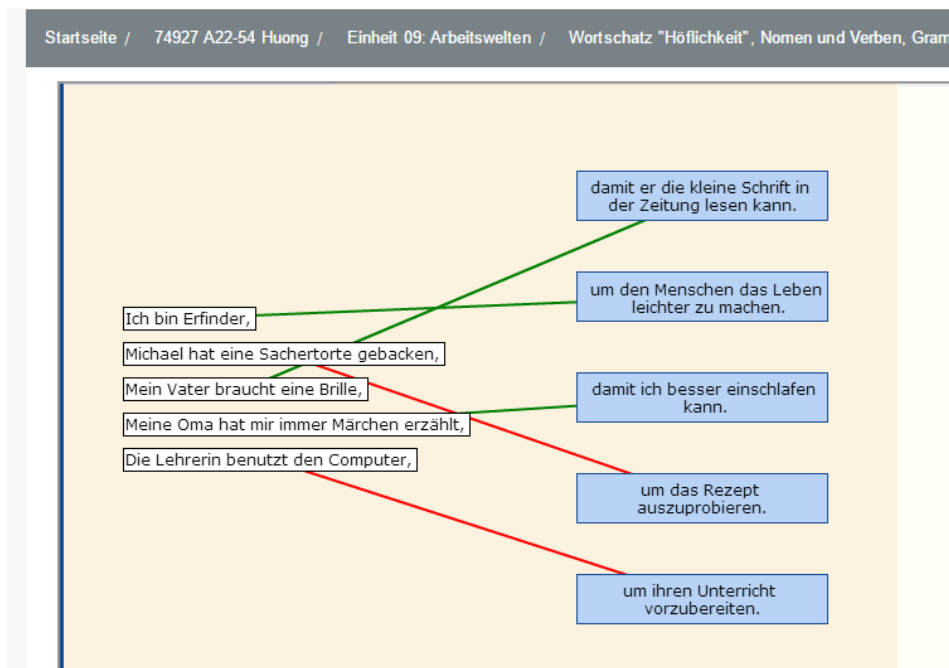 Startseite / 74927 A22-54 Huong / Einheit 09: Arbeitswelten / Wortschatz "Höflichkeit", Nomen und Verben, Gram
damit er die kleine Schrift in
der Zeitung lesen kann.
um den Menschen das Leben
leichter zu machen.
Ich bin Erfinder,
Michael hat eine Sachertorte gebacken,
Mein Vater braucht eine Brille,
damit ich besser einschlafen
kann.
Meine Oma hat mir immer Märchen erzählt,
Die Lehrerin benutzt den Computer,
um das Rezept
auszuprobieren.
um ihren Unterricht
vorzubereiten.